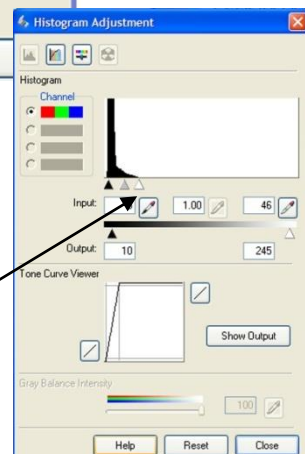 Histogram Adjustment
Histogram
Channel
Input:
1.00
46
Output:
10
245
Tone Curve Viewer
Show Output
Gray Balance Intensity
100
Help
Reset
Close